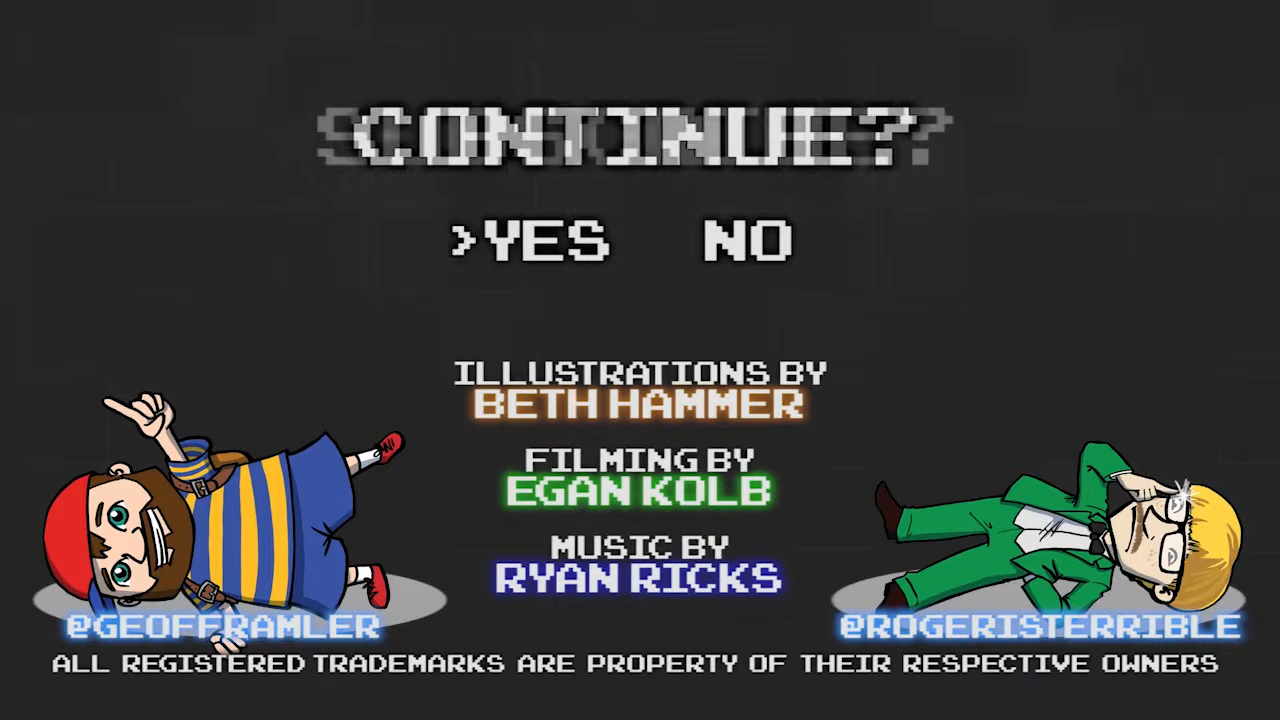 CONTINUE?
>YES NO
ILLUSTRATIONS BY
BETH HAMMER
FILMING BY
EGAN KOLB
MUSIC BY
RYAN RICKS
@GEOFFRAMLER
@ROGERISTERRIBLE
ALL REGISTERED TRADEMARKS ARE PROPERTY OF THEIR RESPECTIVE OWNERS